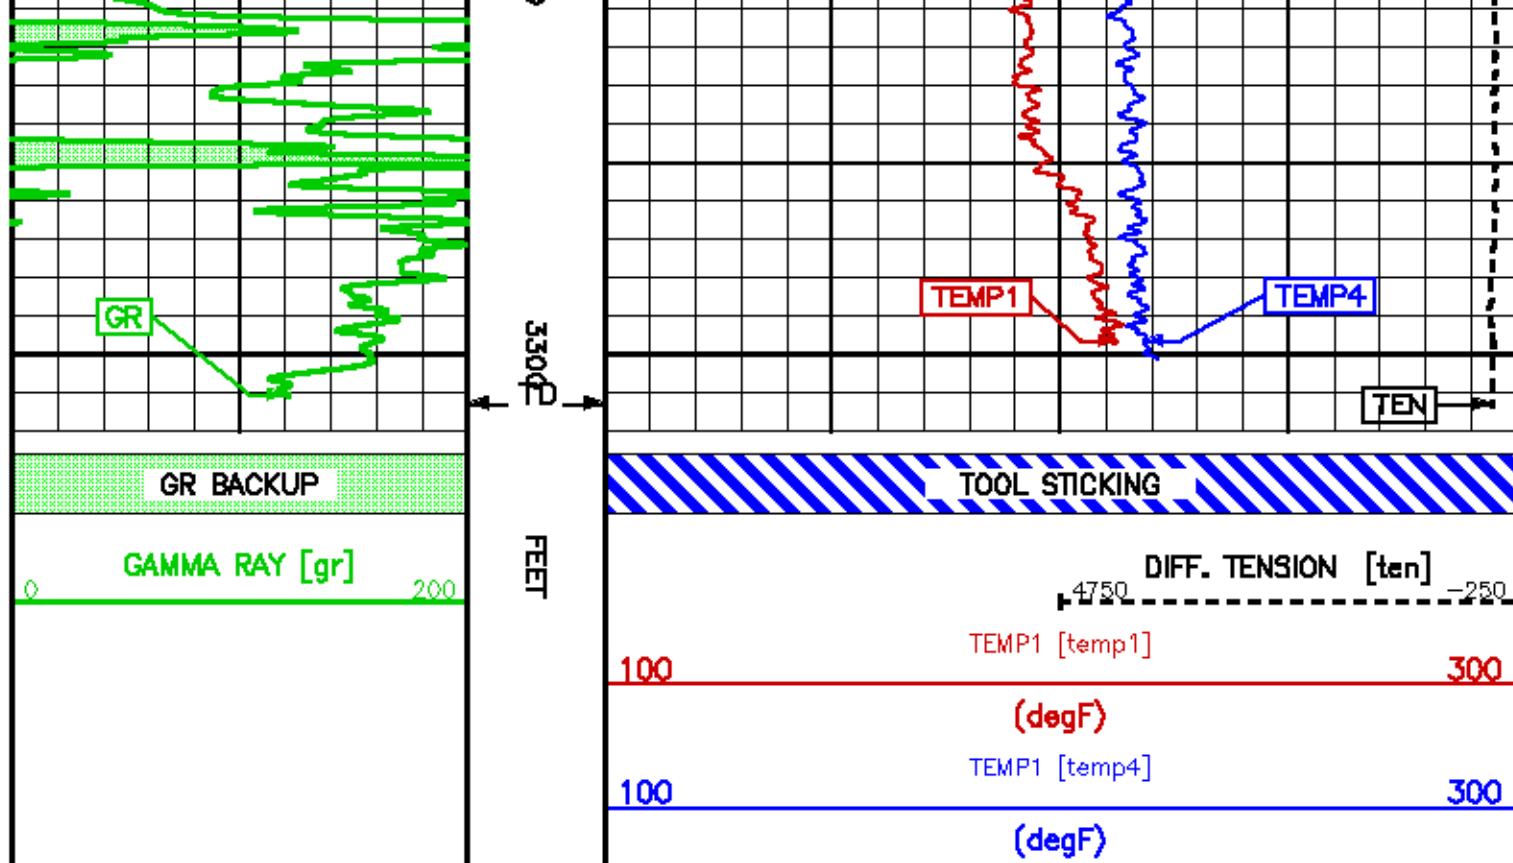 TEMP1
TEMP4
GR
3300
TEN
GR BACKUP
TOOL STICKING
FEET
GAMMA RAY [gr]
0 200
DIFF. TENSION [ten]
4750 -250
TEMP1 [temp1]
100 300
(degF)
TEMP1 [temp4]
100 300
(degF)